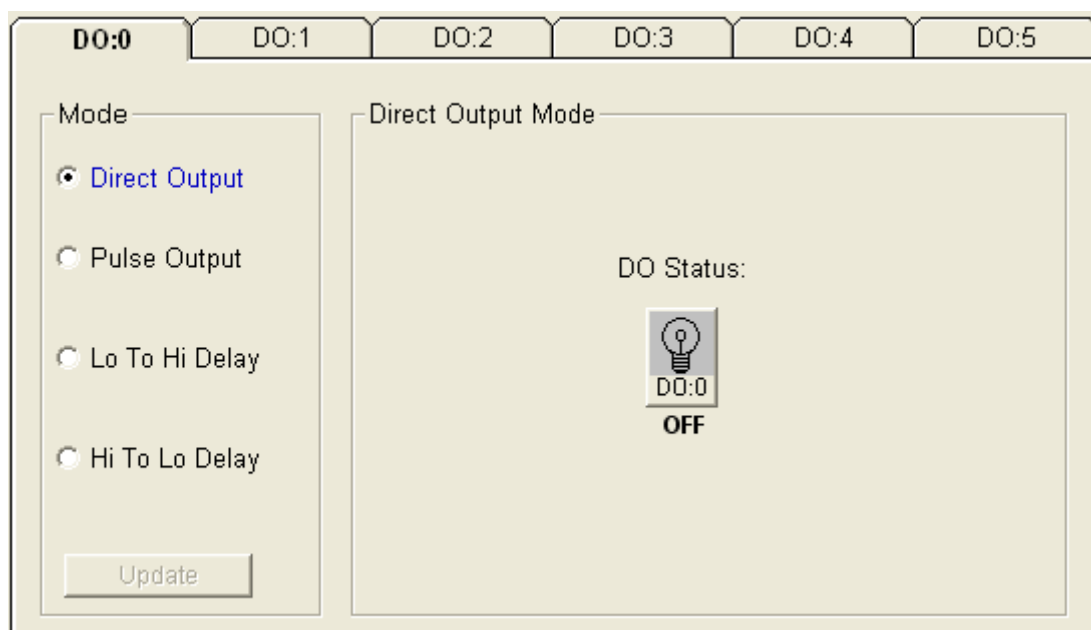 DO:0 DO:1 DO:2 DO:3 DO:4 DO:5
Mode
Direct Output
Pulse Output
Lo To Hi Delay
Hi To Lo Delay
Update
Direct Output Mode
DO Status:
DO:0
OFF